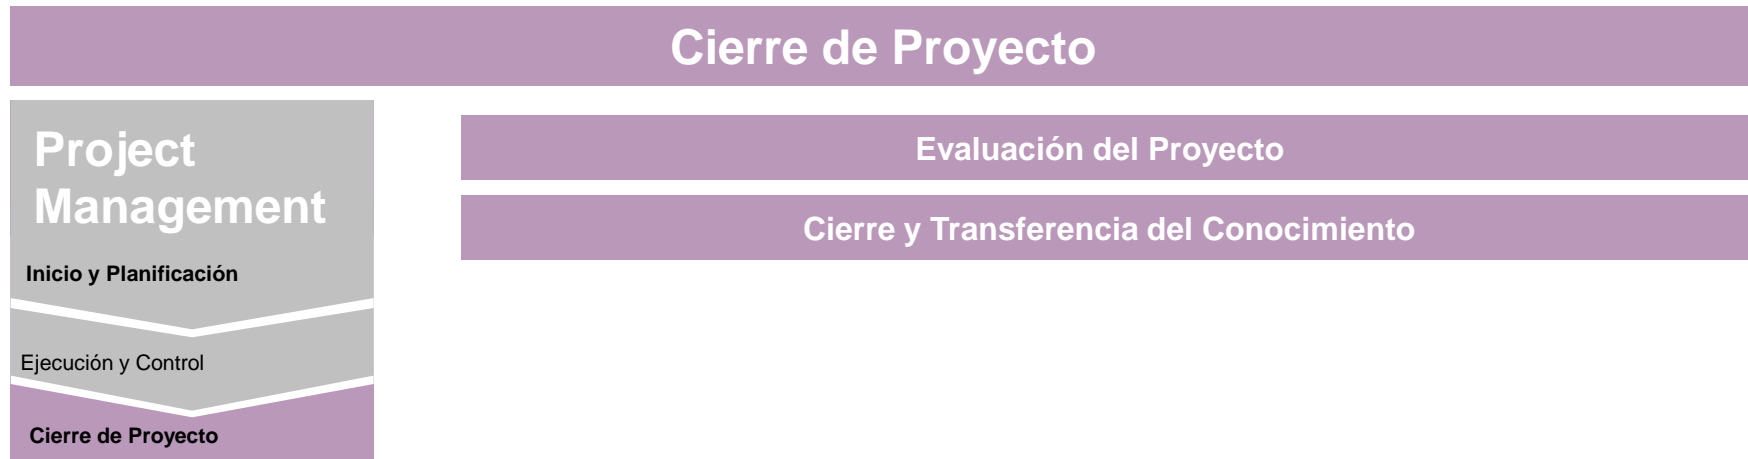 Cierre de Proyecto
Project
Management
Inicio y Planificación
Ejecución y Control
Cierre de Proyecto
Evaluación del Proyecto
Cierre y Transferencia del Conocimiento